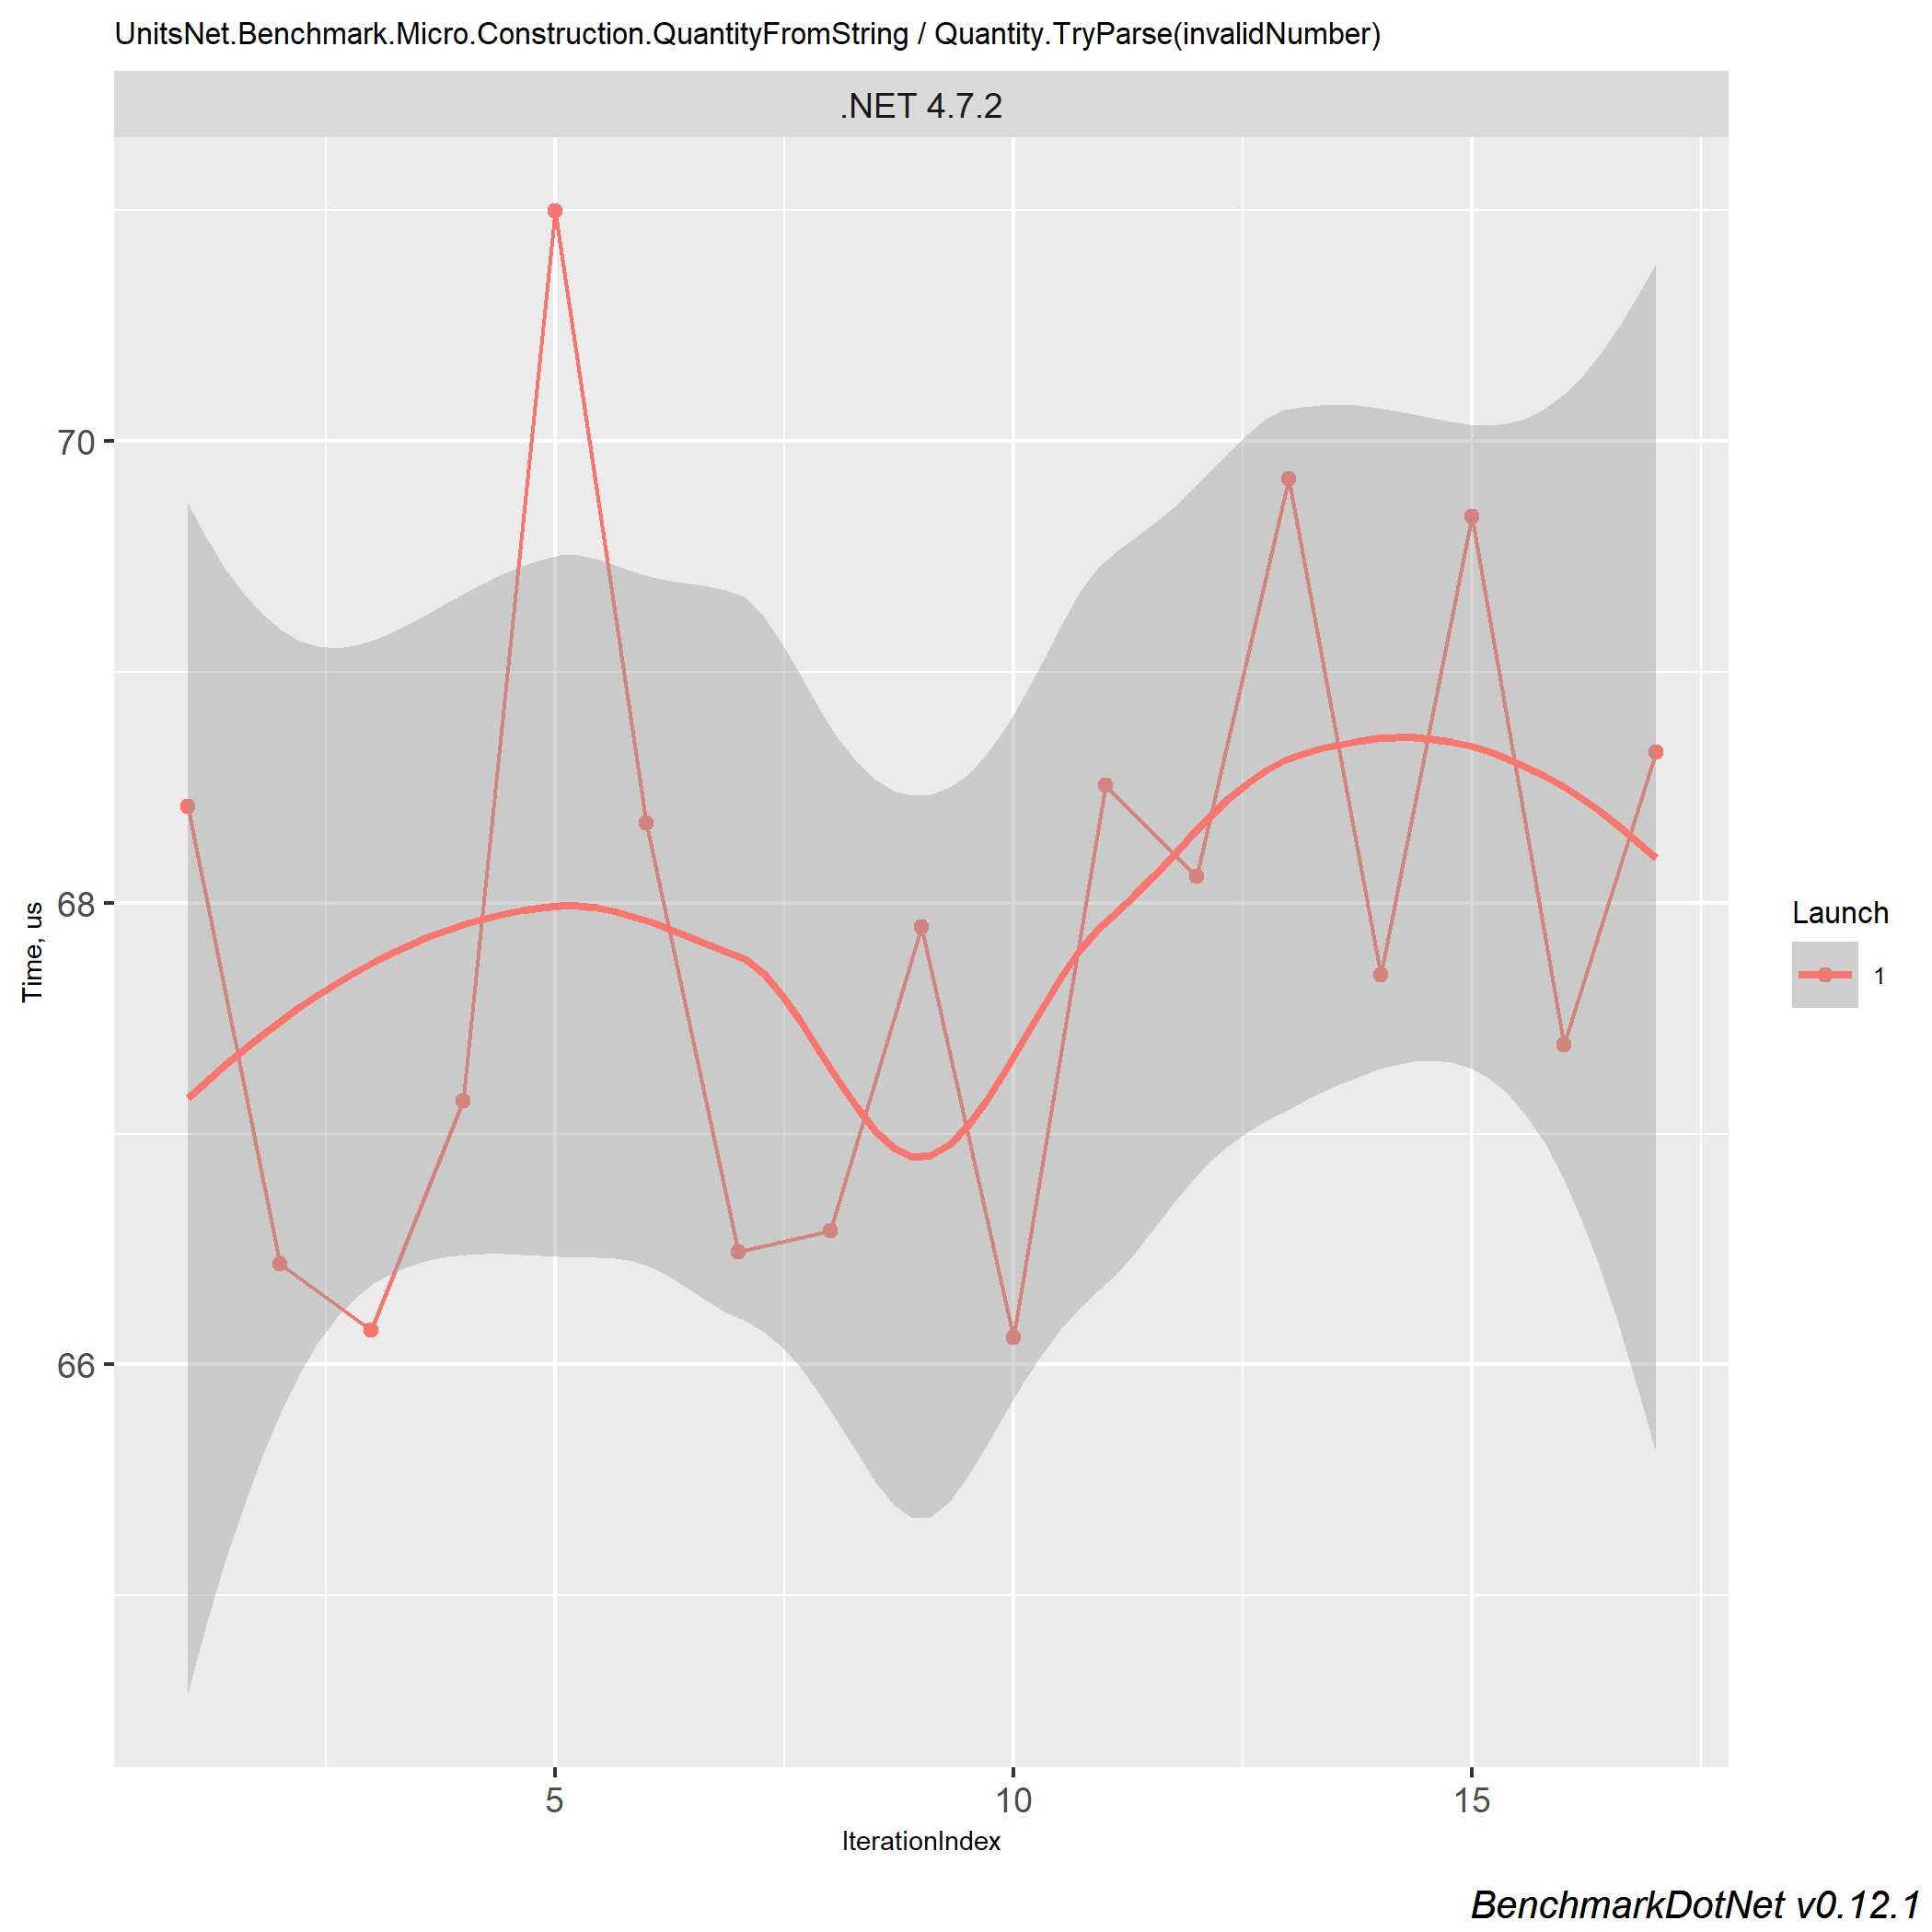 UnitsNet.Benchmark.Micro.Construction.QuantityFromString / Quantity.TryParse(invalidNumber)
.NET 4.7.2
70
68
66
Time, us
5
10
15
IterationIndex
Launch
1
BenchmarkDotNet v0.12.1